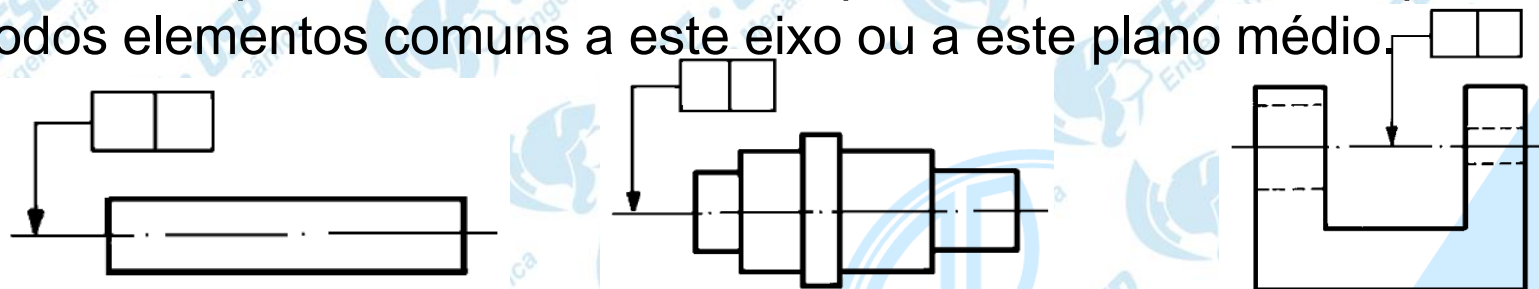 odos elementos comuns a este eixo ou a este plano médio.